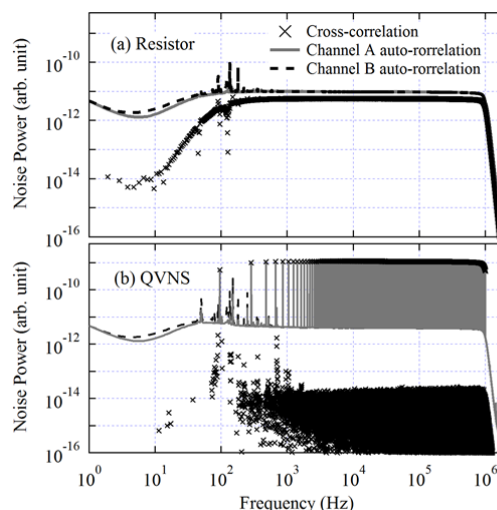 (a) Resistor
× Cross-correlation
Channel A auto-rorrelation
Channel B auto-rorrelation
Noise Power (arb. unit)
10^-10
10^-12
10^-14
10^-16
(b) QVNS
Noise Power (arb. unit)
10^-10
10^-12
10^-14
10^-16
10^0 10^1 10^2 10^3 10^4 10^5 10^6
Frequency (Hz)